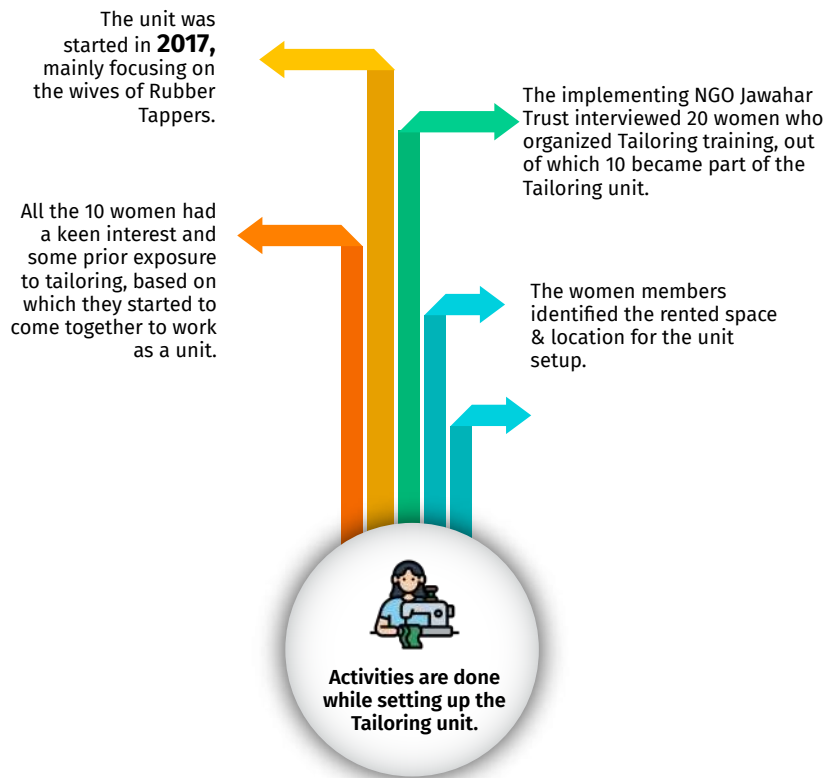 The unit was
started in 2017,
mainly focusing on
the wives of Rubber
Tappers.
The implementing NGO Jawahar
Trust interviewed 20 women who
organized Tailoring training, out
of which 10 became part of the
Tailoring unit.
All the 10 women had
a keen interest and
some prior exposure
to tailoring, based on
which they started to
come together to work
as a unit.
The women members
identified the rented space
& location for the unit
setup.
Activities are done
while setting up the
Tailoring unit.